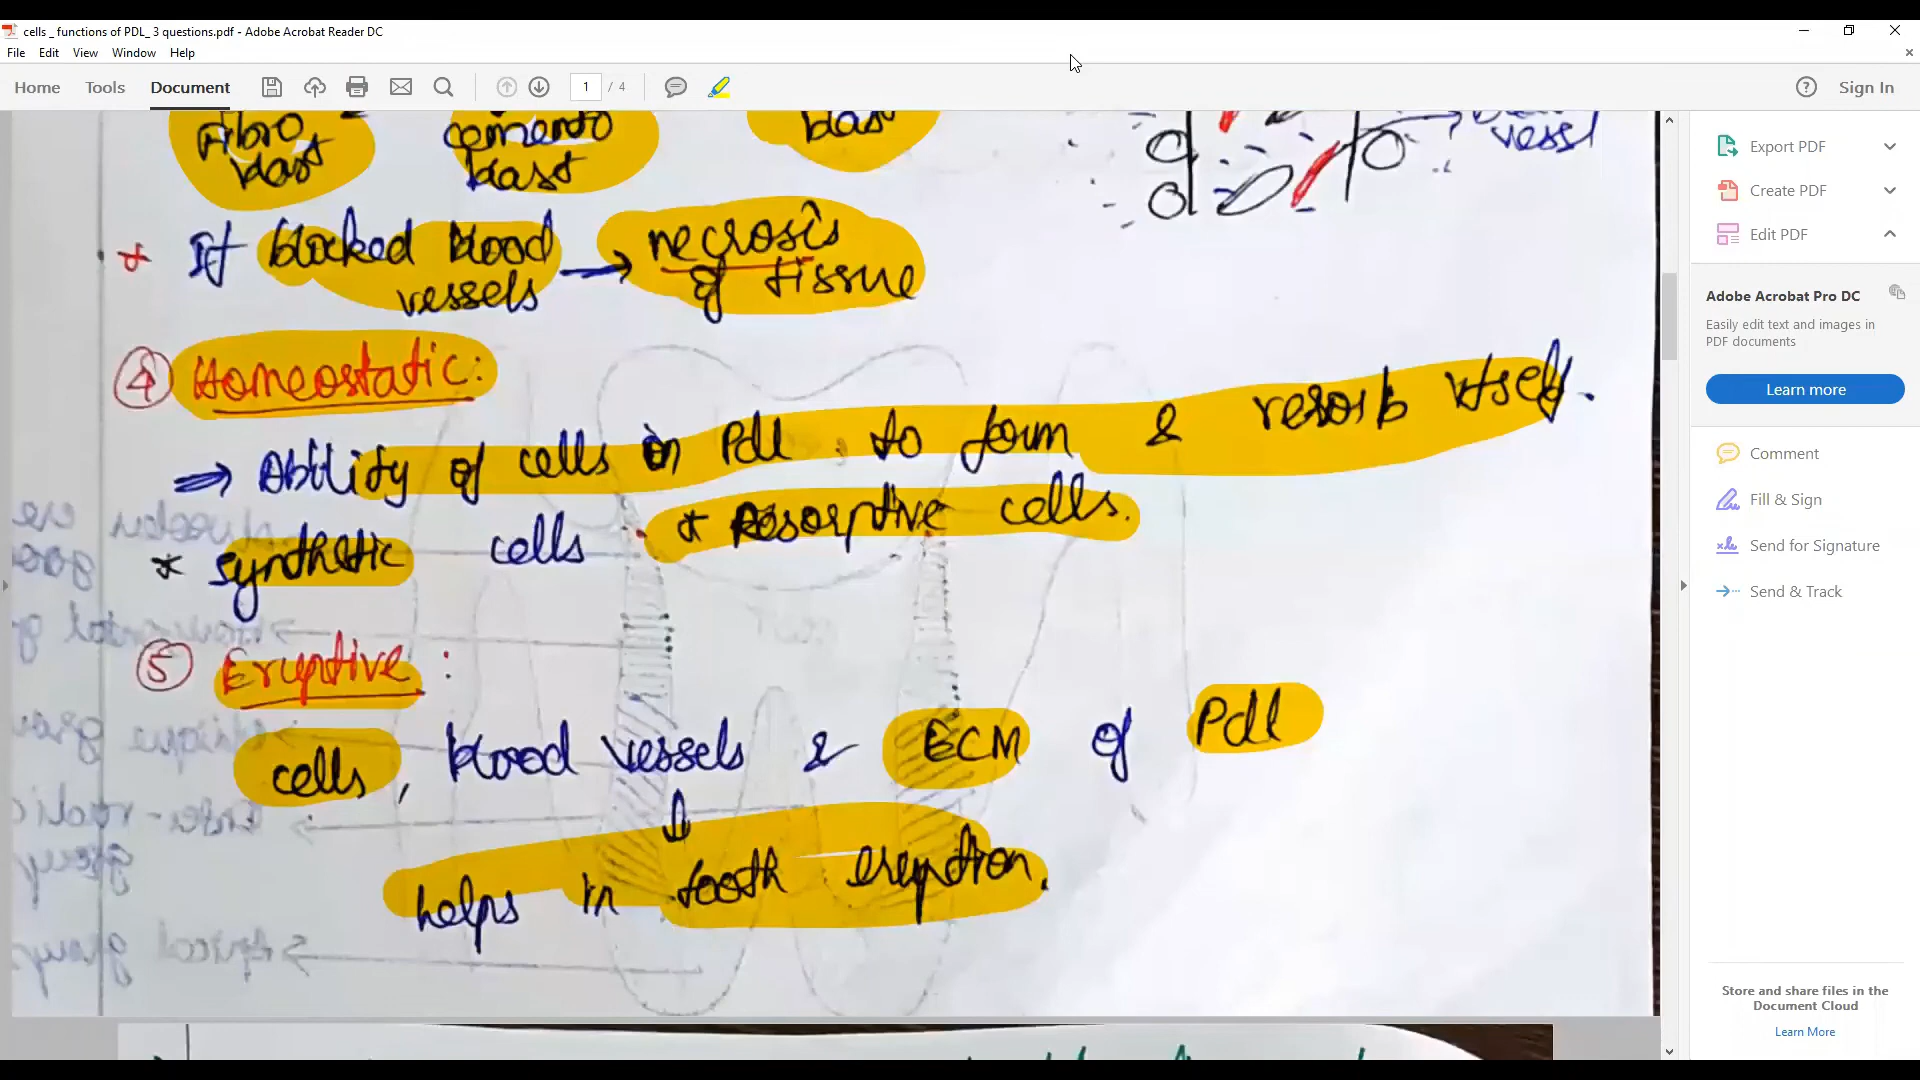 cells _ functions of PDL_ 3 questions.pdf - Adobe Acrobat Reader DC
File Edit View Window Help
Home Tools Document 1 / 4 Sign In
Fibro
blast
cemento
blast
blast
vessl
* If blocked blood
vessels → necrosis
of tissue
④ Homeostatic:
⇒ Ability of cells in Pdl to form & resorb itself.
* synthetic cells * Resorptive cells.
⑤ Eruptive :
cells, blood vessels & ECM of Pdl
↓
helps in tooth eruption.
Export PDF
Create PDF
Edit PDF
Adobe Acrobat Pro DC
Easily edit text and images in
PDF documents
Learn more
Comment
Fill & Sign
Send for Signature
Send & Track
Store and share files in the
Document Cloud
Learn More